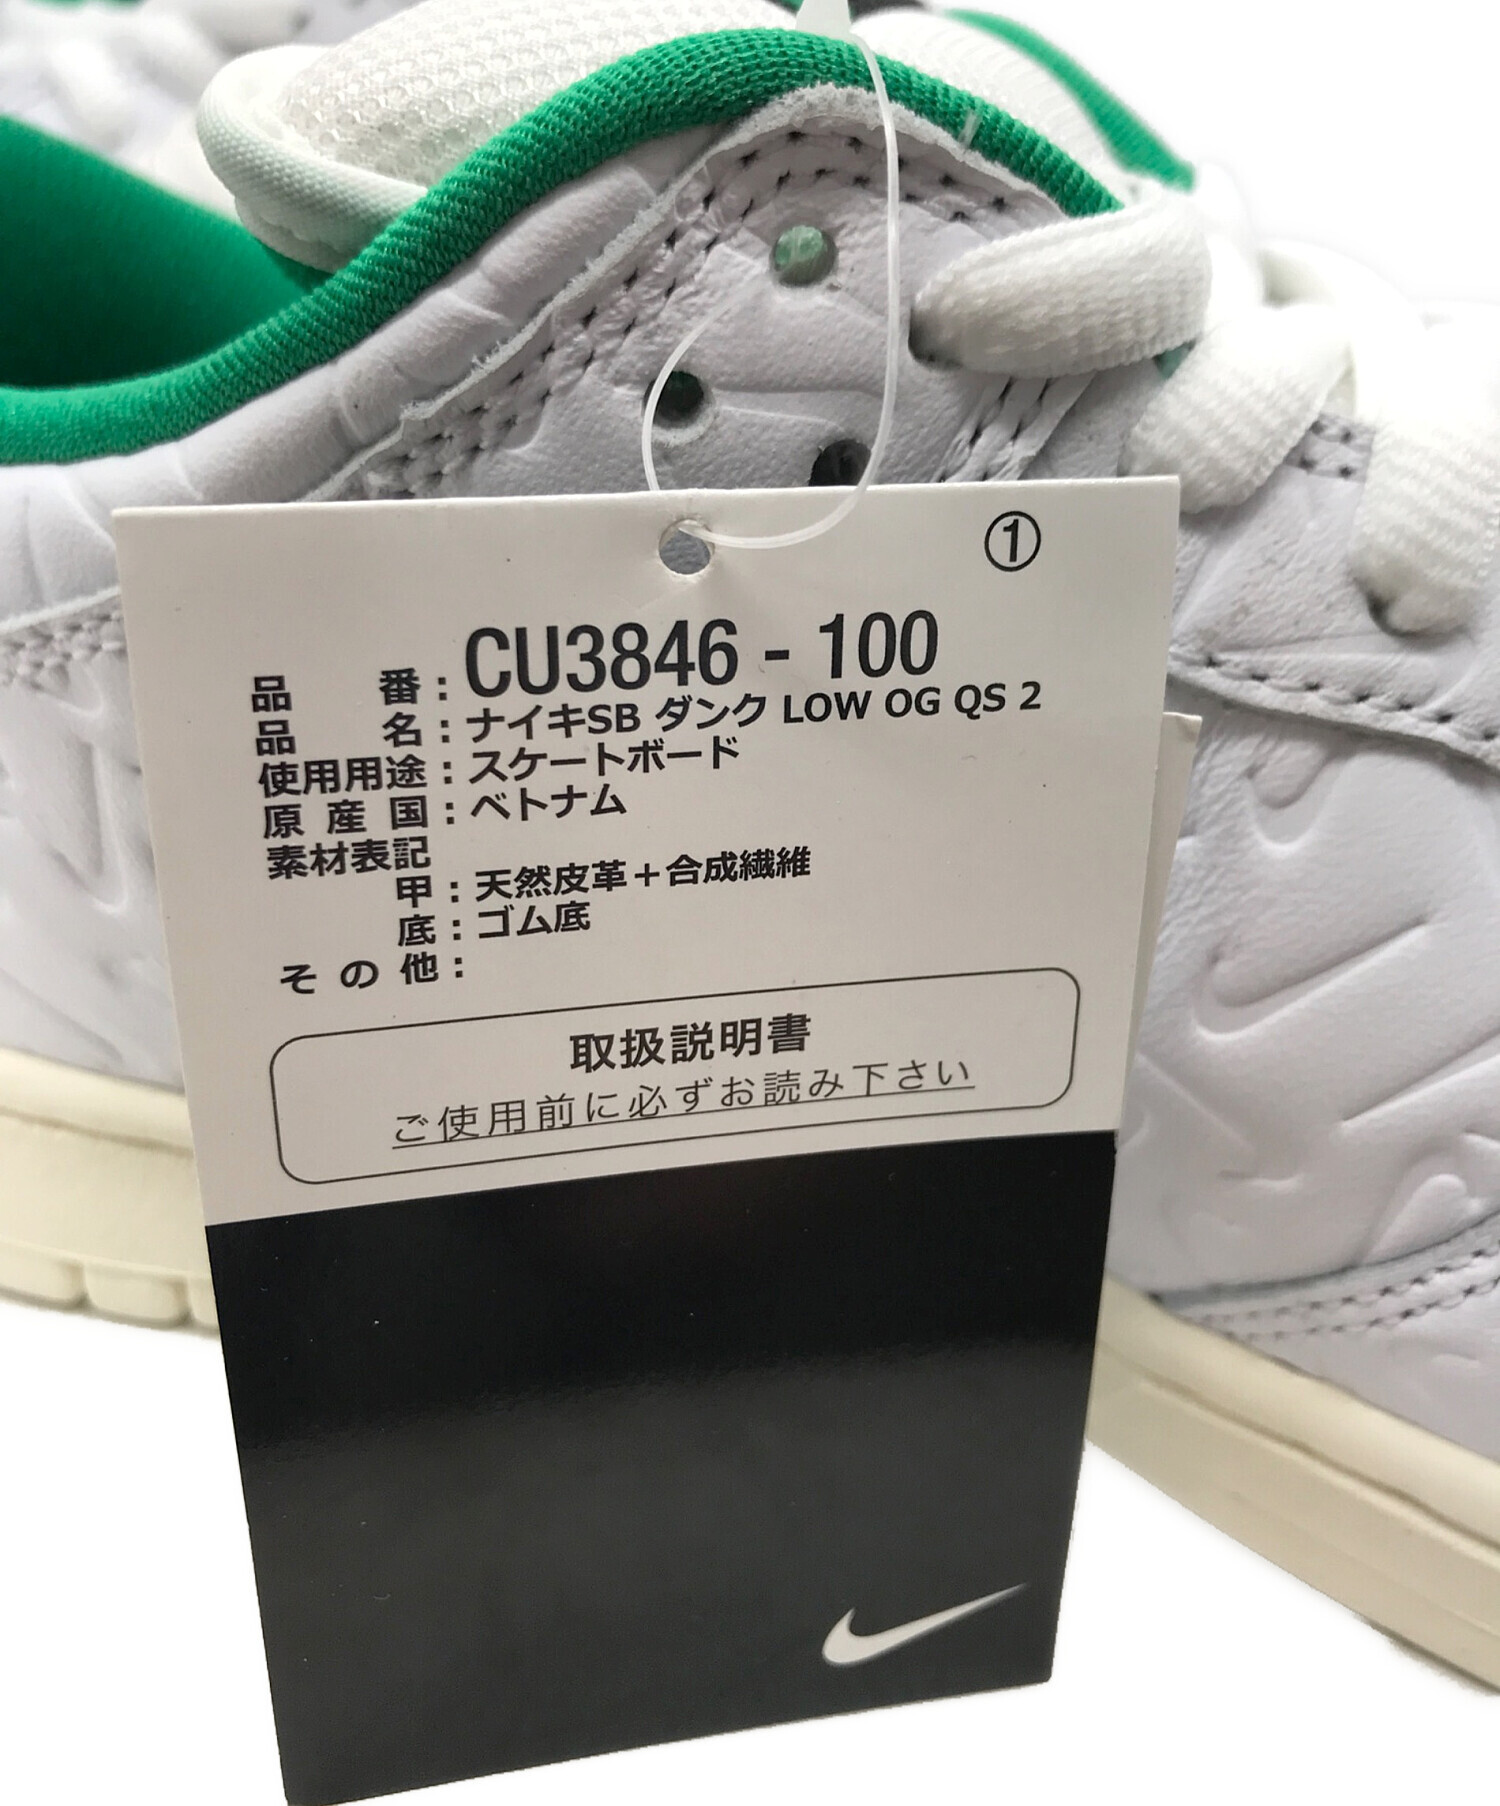 ①
品 番：CU3846 - 100
品 名：ナイキSB ダンク LOW OG QS 2
使用用途：スケートボード
原 産 国：ベトナム
素材表記
甲：天然皮革＋合成繊維
底：ゴム底
そ の 他：
取扱説明書
ご使用前に必ずお読み下さい